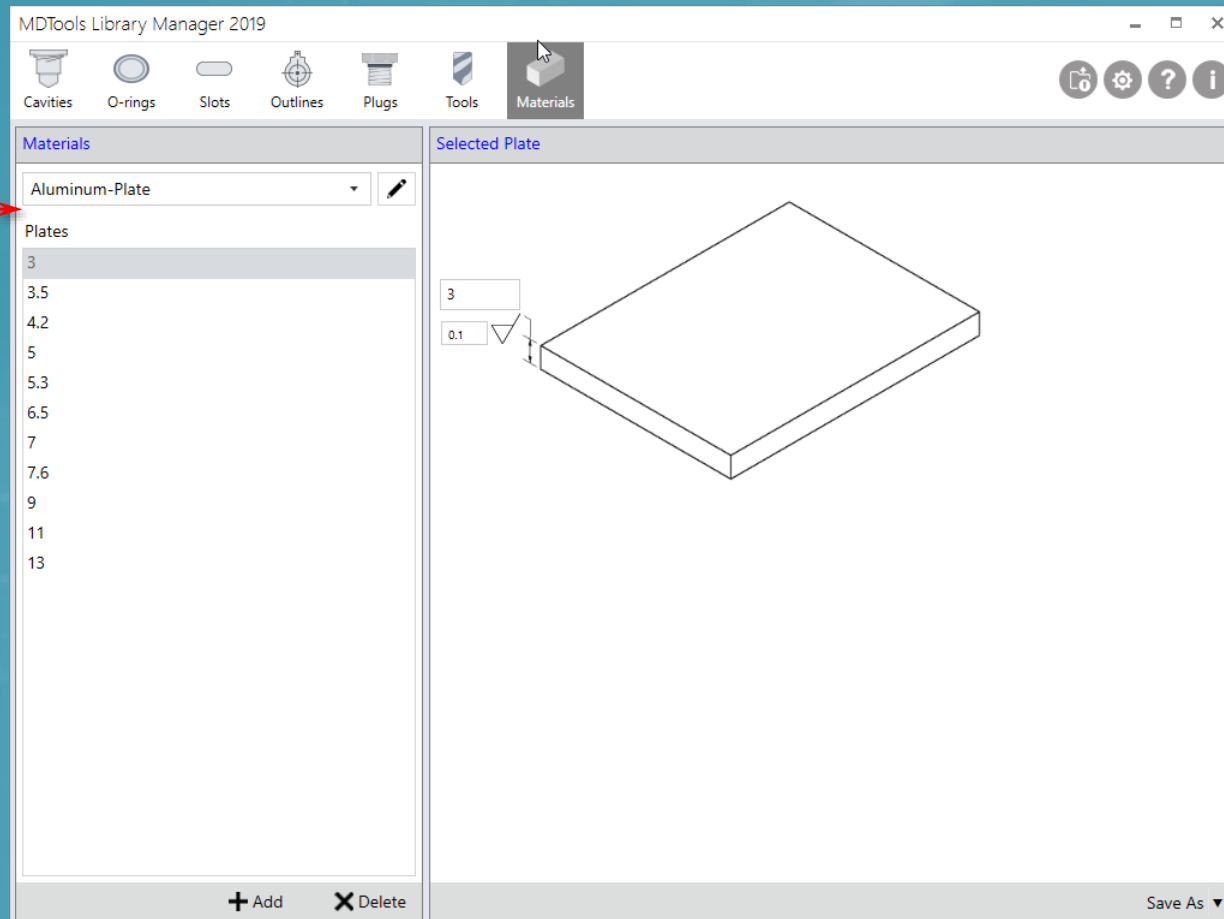 MDTools Library Manager 2019
Cavities O-rings Slots Outlines Plugs Tools Materials
Materials
Aluminum-Plate
Plates
3
3.5
4.2
5
5.3
6.5
7
7.6
9
11
13
Add Delete
Selected Plate
3
0.1
Save As